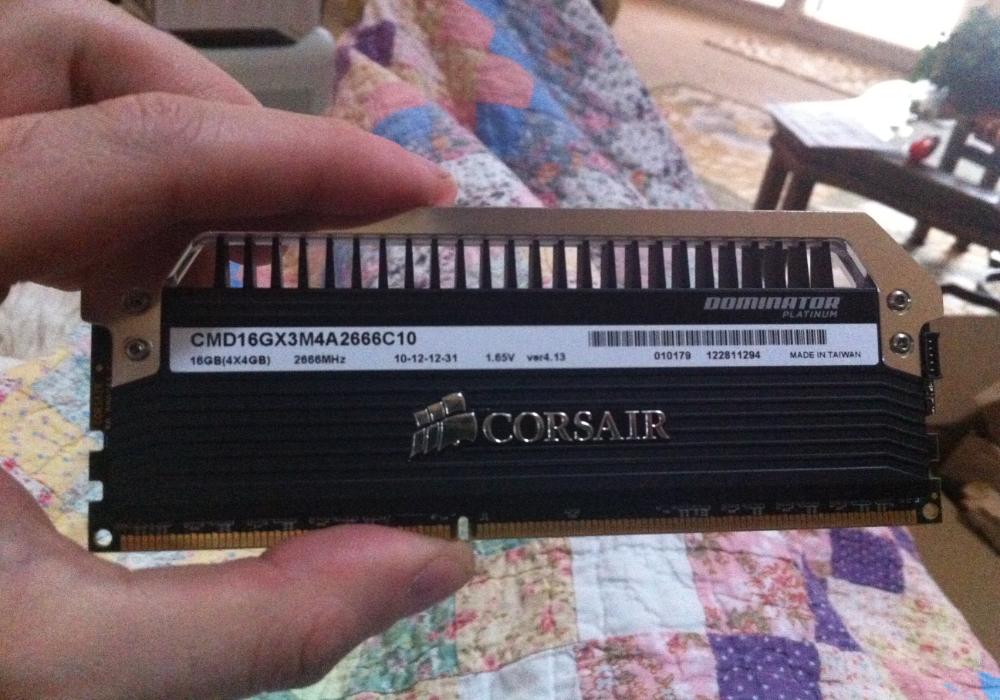 DOMINATOR
PLATINUM
CMD16GX3M4A2666C10
16GB(4X4GB) 2666MHz 10-12-12-31 1.65V ver4.13 010179 122811294 MADE IN TAIWAN
CORSAIR